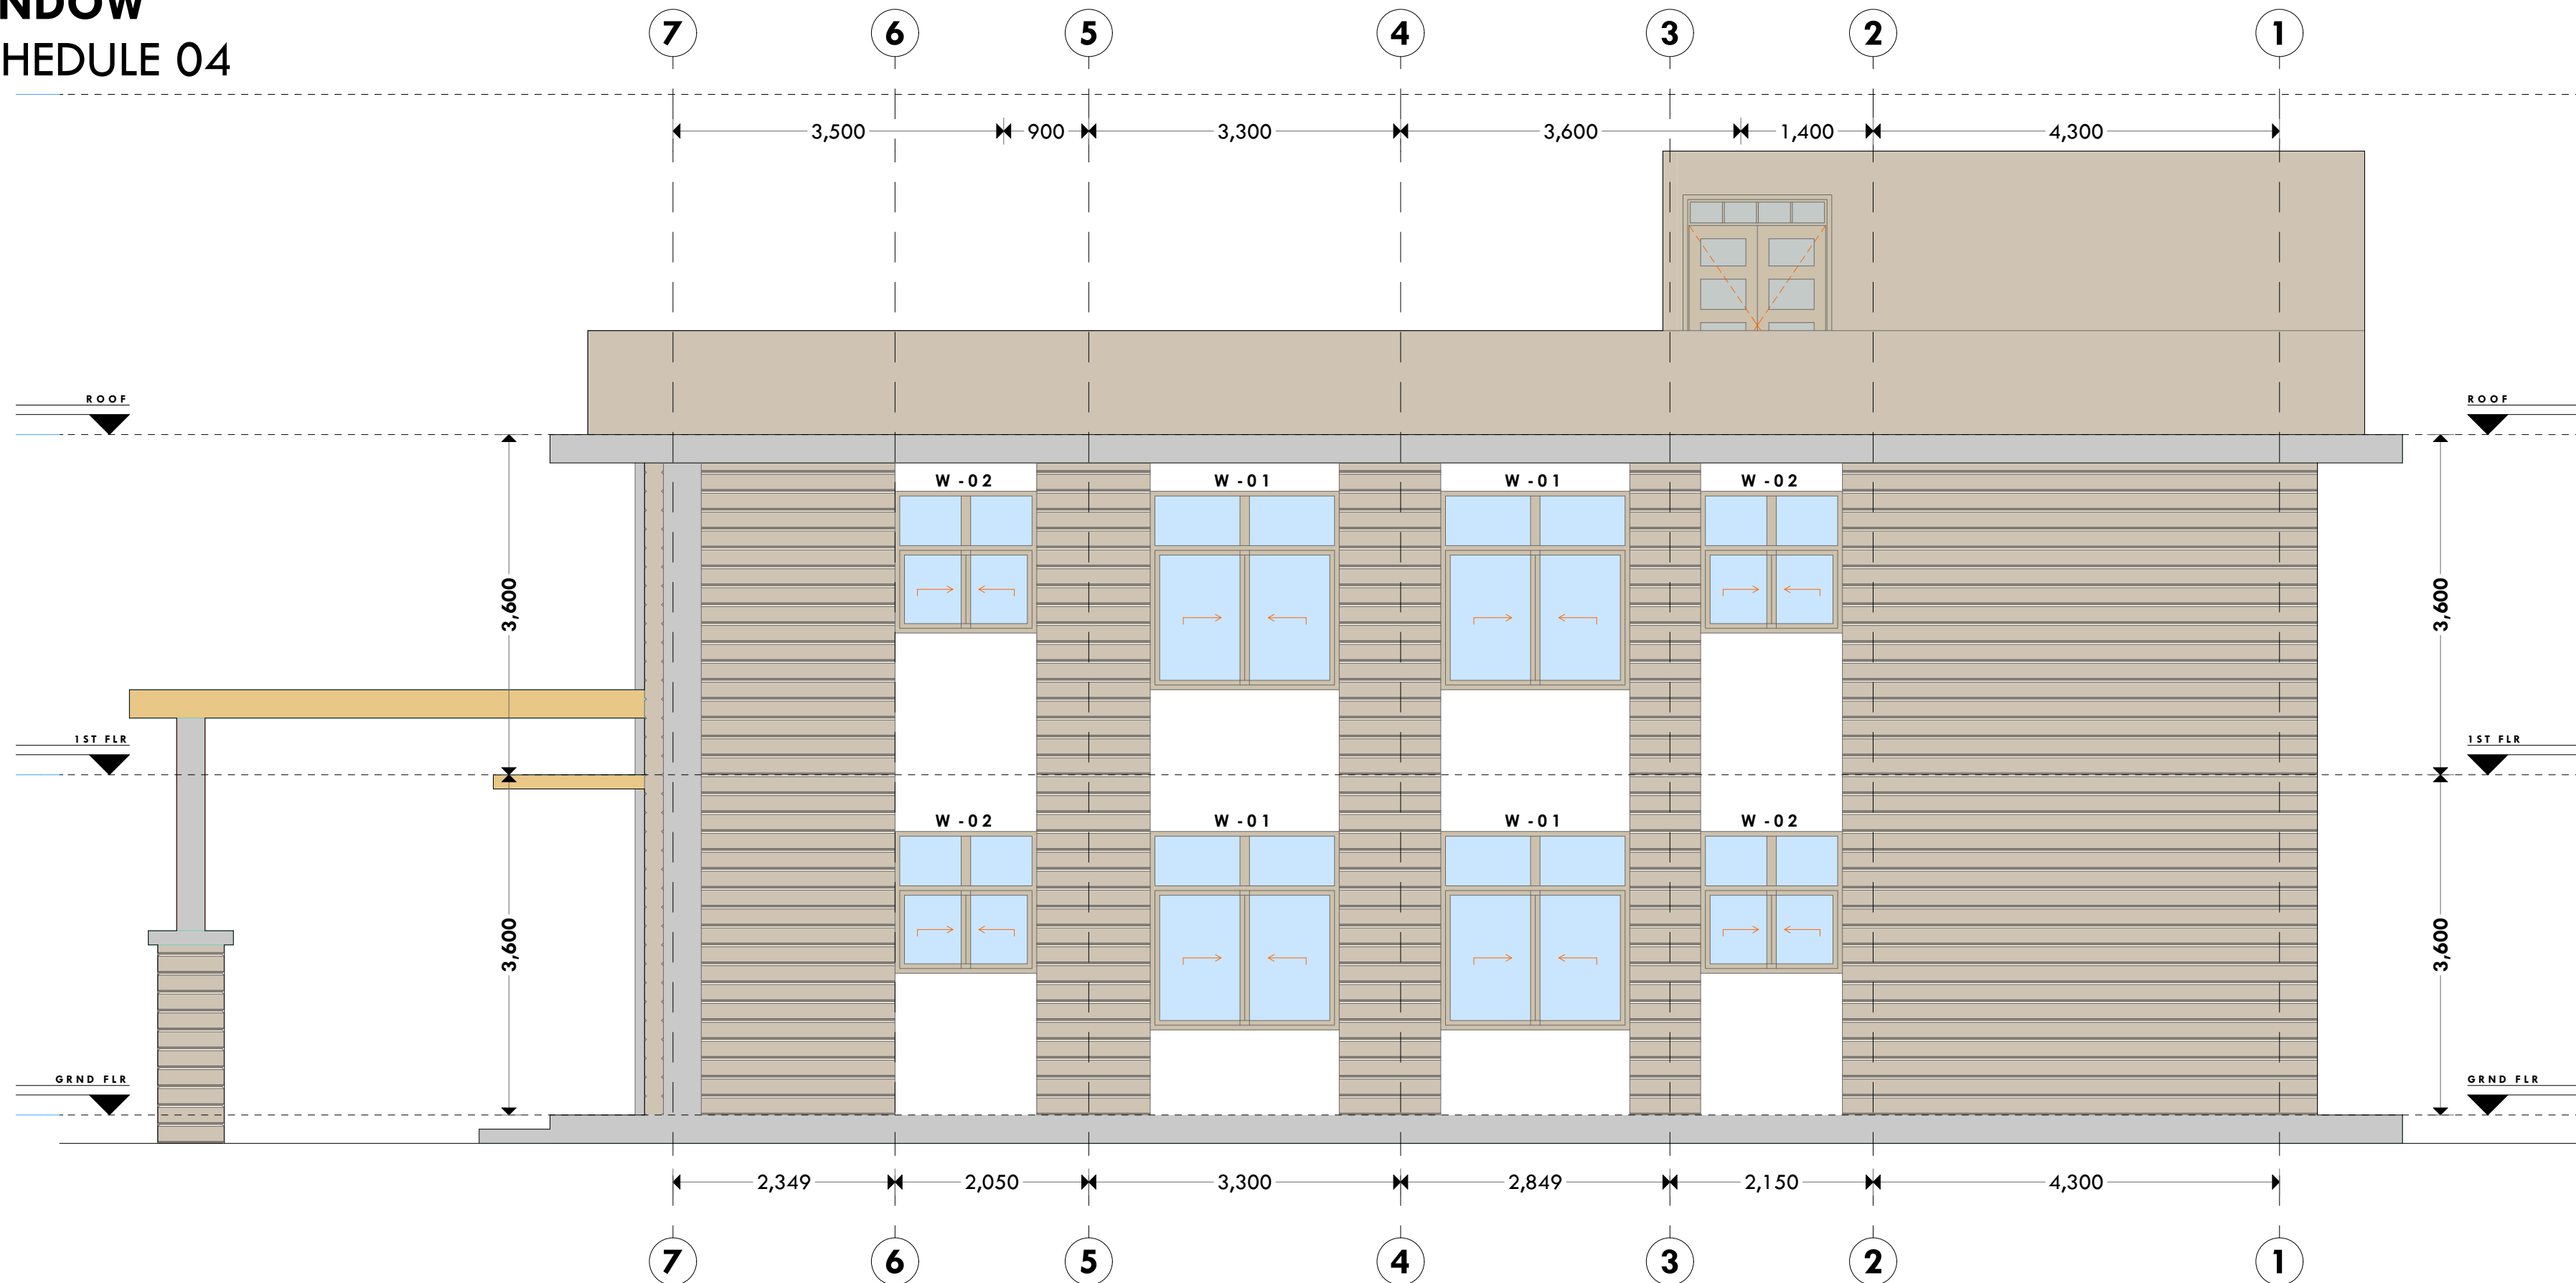 NDOW
HEDULE 04
7 6 5 4 3 2 1
3,500 900 3,300 3,600 1,400 4,300
ROOF ROOF
W - 02 W - 01 W - 01 W - 02
3,600 3,600
1ST FLR 1ST FLR
W - 02 W - 01 W - 01 W - 02
3,600 3,600
GRND FLR GRND FLR
2,349 2,050 3,300 2,849 2,150 4,300
7 6 5 4 3 2 1